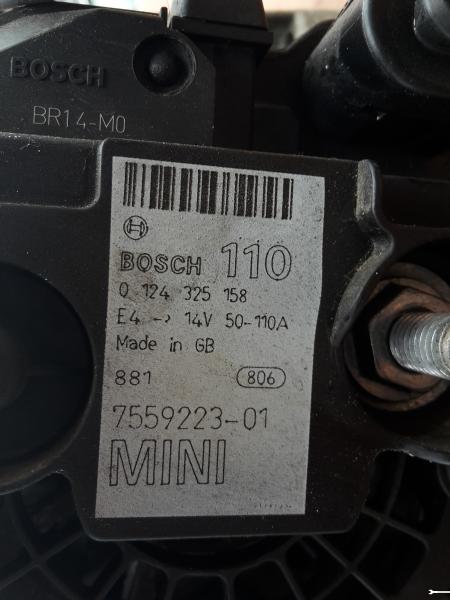 BOSCH
BR14-M0
BOSCH 110
0 124 325 158
E4 -> 14V 50-110A
Made in GB
881 806
7559223-01
MINI